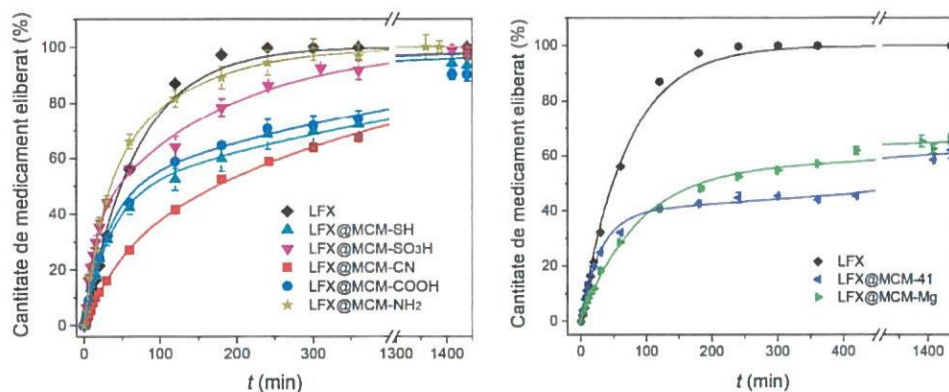 Cantitate de medicament eliberat (%)
100
80
60
40
20
0
LFX
LFX@MCM-SH
LFX@MCM-SO3H
LFX@MCM-CN
LFX@MCM-COOH
LFX@MCM-NH2
0 100 200 300 1300 1400
t (min)
Cantitate de medicament eliberat (%)
100
80
60
40
20
0
LFX
LFX@MCM-41
LFX@MCM-Mg
0 100 200 300 400 1400
t (min)